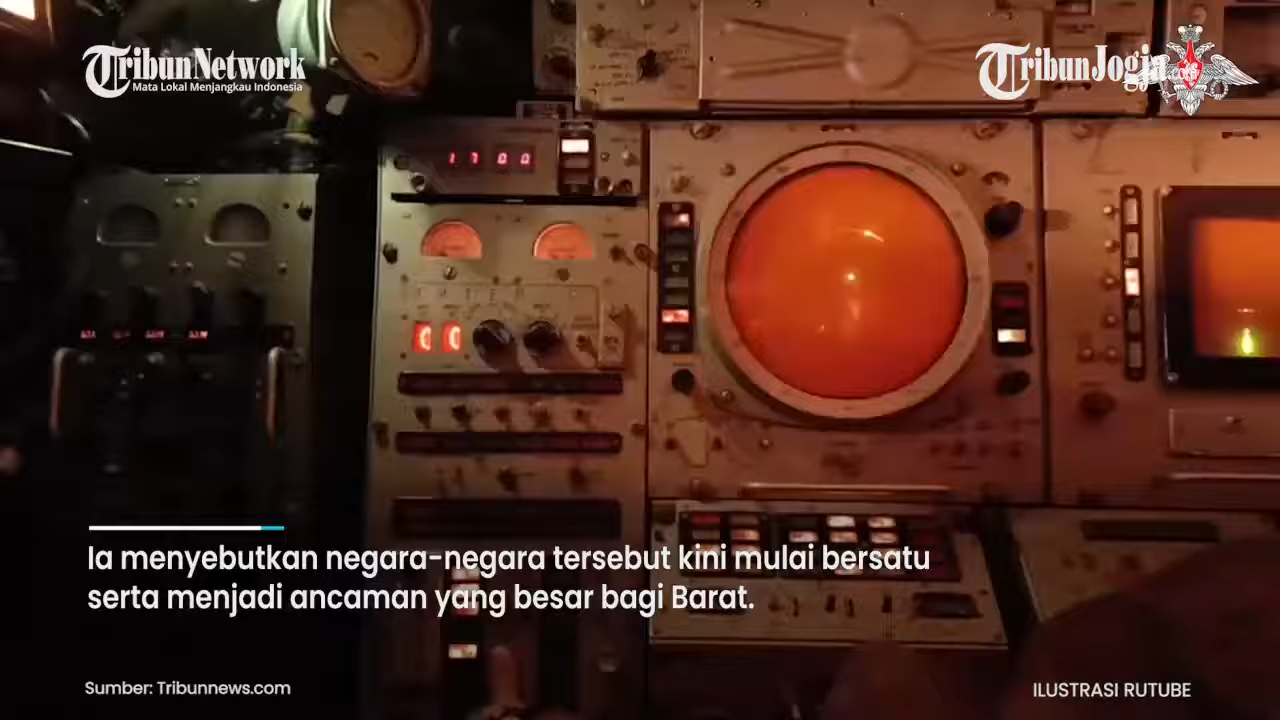 TribunNetwork
Mata Lokal Menjangkau Indonesia
TribunJogja.com
1700
Ia menyebutkan negara-negara tersebut kini mulai bersatu
serta menjadi ancaman yang besar bagi Barat.
Sumber: Tribunnews.com
ILUSTRASI RUTUBE